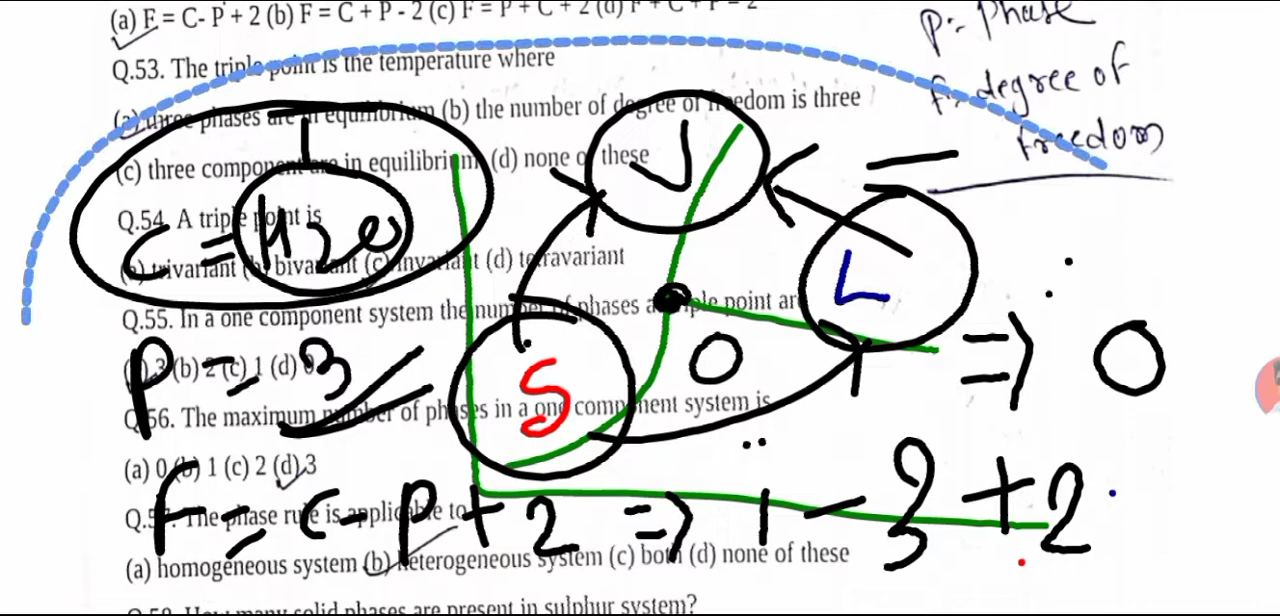 (a) F = C- P + 2 (b) F = C + P - 2 (c) F = P + C + 2 (d) F + C + P = 2
P:- Phase
Q.53. The triple point is the temperature where
f:- degree of freedom
(a) three phases are in equilibrium (b) the number of degree of freedom is three
(c) three component are in equilibrium (d) none of these
Q.54. A triple point is
1
C = H2O
V
L
(a) trivariant (b) bivariant (c) invariant (d) tetravariant
Q.55. In a one component system the number of phases a triple point are
(a) 3 (b) 2 (c) 1 (d) 0
P = 3
S
0
=> 0
Q.56. The maximum number of phases in a one component system is
(a) 0 (b) 1 (c) 2 (d) 3
F = C - P + 2 => 1 - 3 + 2
Q.57. The phase rule is applicable to
(a) homogeneous system (b) heterogeneous system (c) both (d) none of these
Q.58. How many solid phases are present in sulphur system?